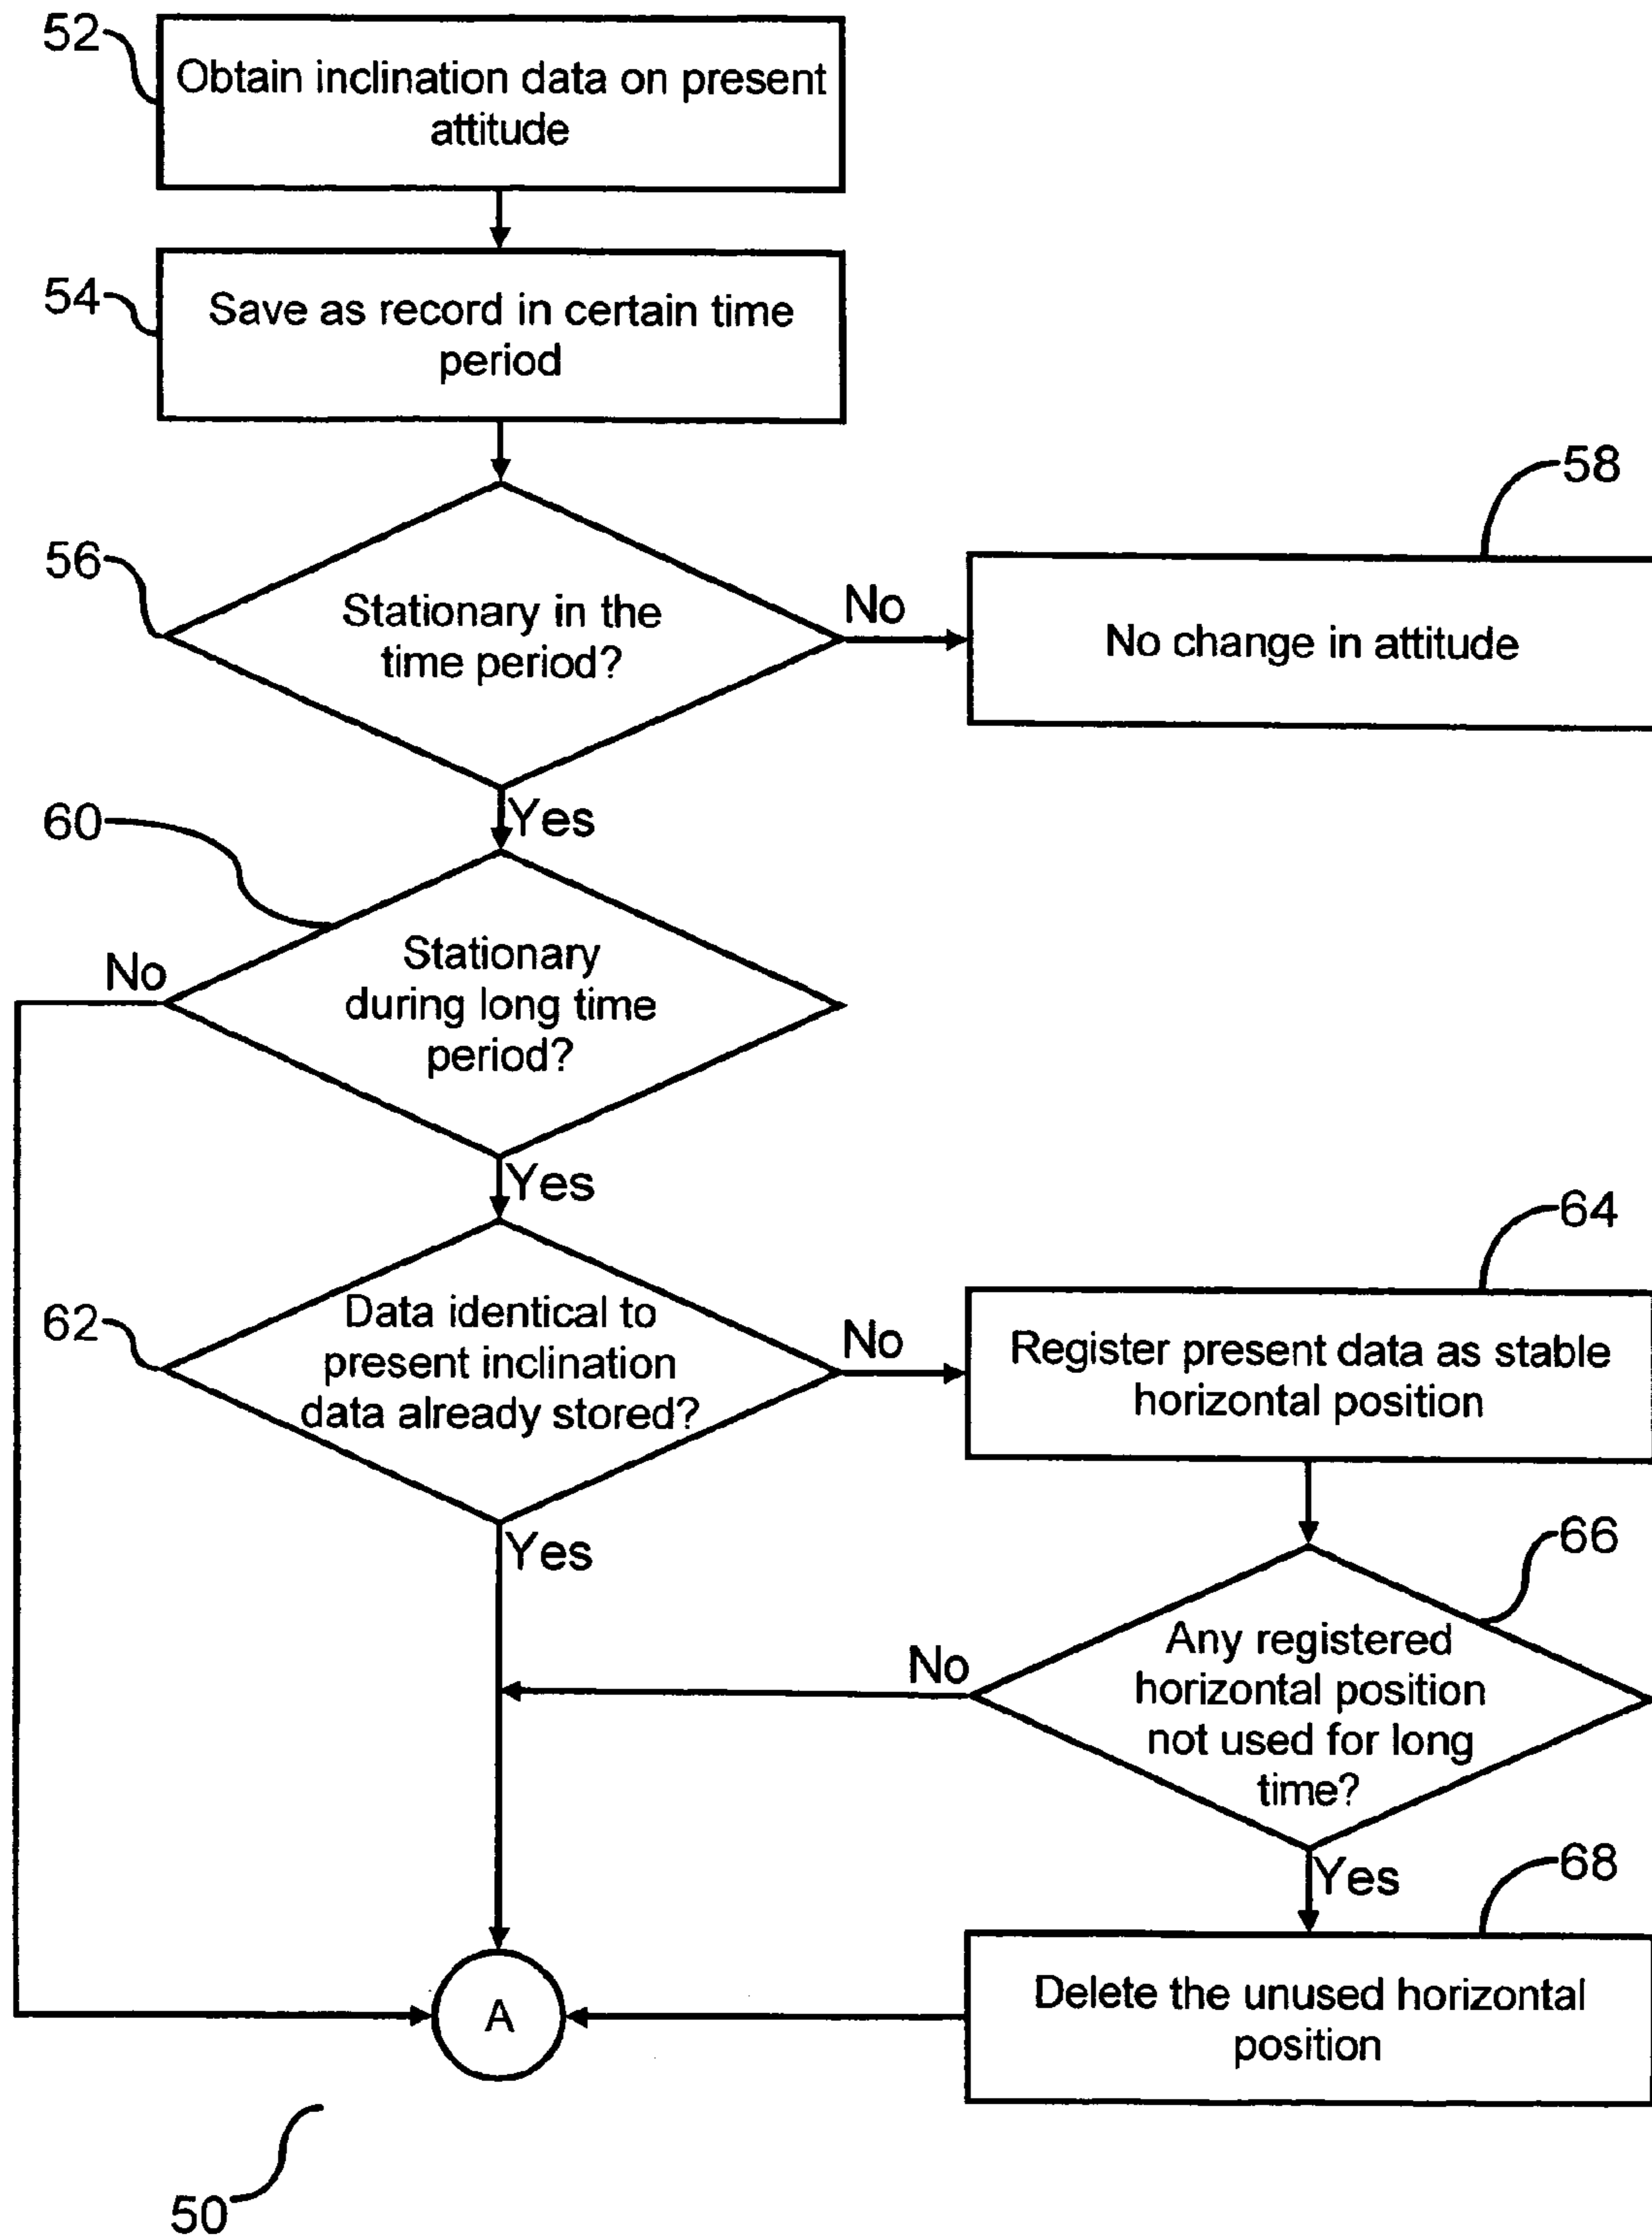 52
Obtain inclination data on present
attitude
54
Save as record in certain time
period
58
56
Stationary in the
time period?
No
No change in attitude
Yes
60
Stationary
during long time
period?
No
Yes
64
62
Data identical to
present inclination
data already stored?
No
Register present data as stable
horizontal position
Yes
66
Any registered
horizontal position
not used for long
time?
No
Yes
68
A
Delete the unused horizontal
position
50